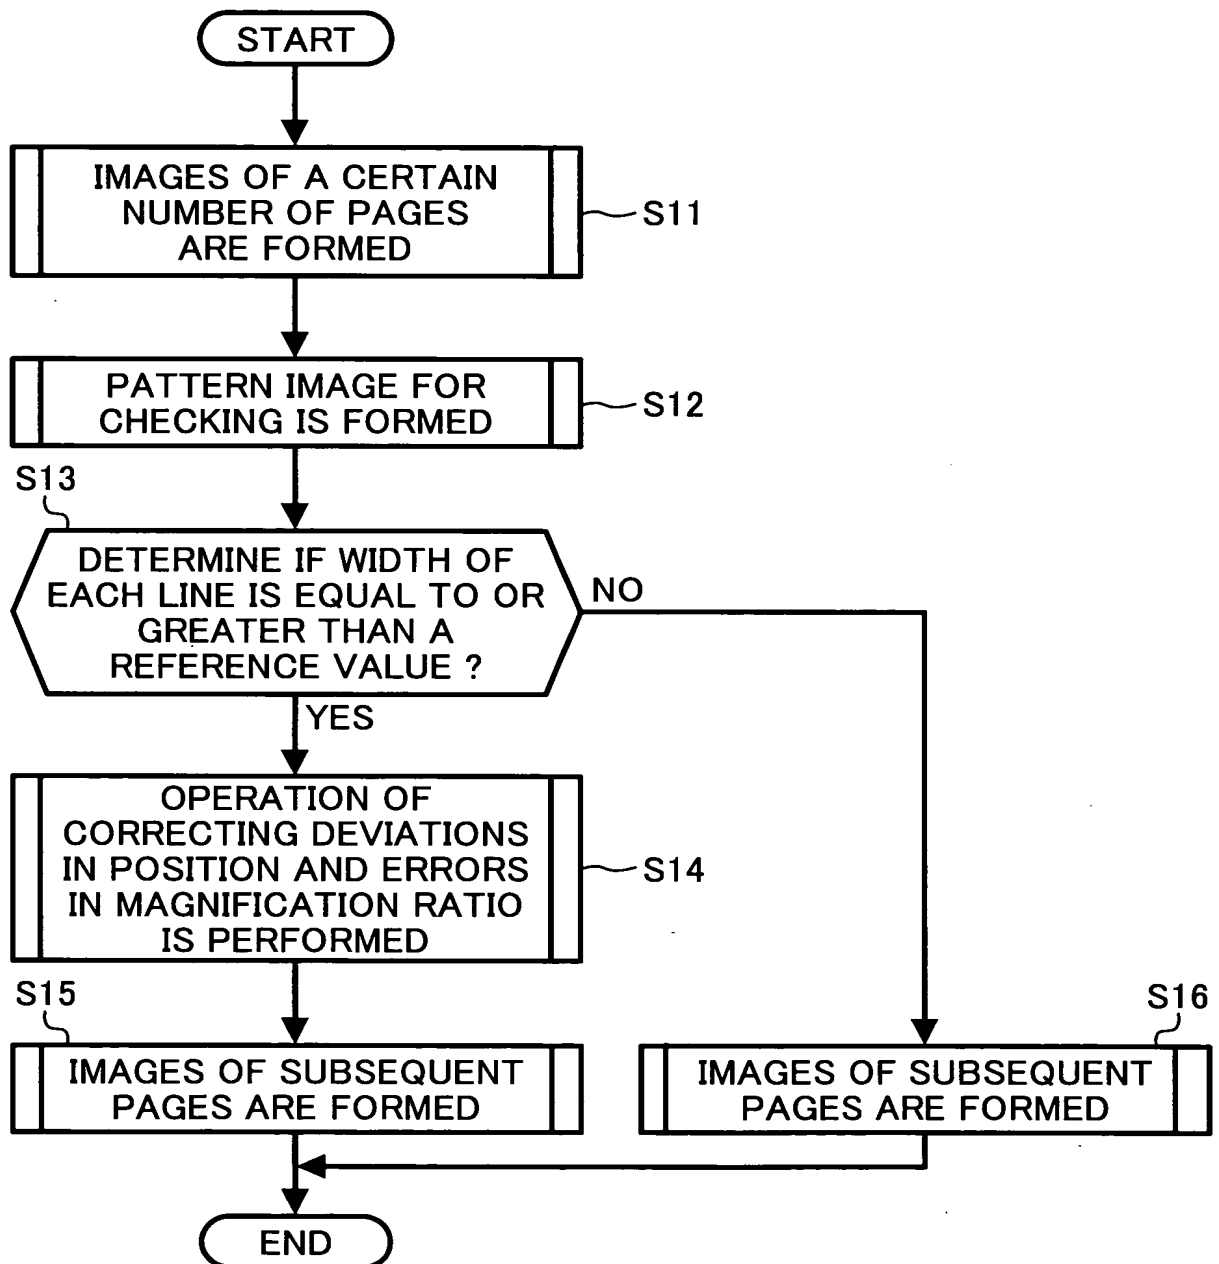 START
IMAGES OF A CERTAIN
NUMBER OF PAGES
ARE FORMED
S11
PATTERN IMAGE FOR
CHECKING IS FORMED
S12
S13
DETERMINE IF WIDTH OF
EACH LINE IS EQUAL TO OR
GREATER THAN A
REFERENCE VALUE ?
NO
YES
OPERATION OF
CORRECTING DEVIATIONS
IN POSITION AND ERRORS
IN MAGNIFICATION RATIO
IS PERFORMED
S14
S15
IMAGES OF SUBSEQUENT
PAGES ARE FORMED
S16
IMAGES OF SUBSEQUENT
PAGES ARE FORMED
END